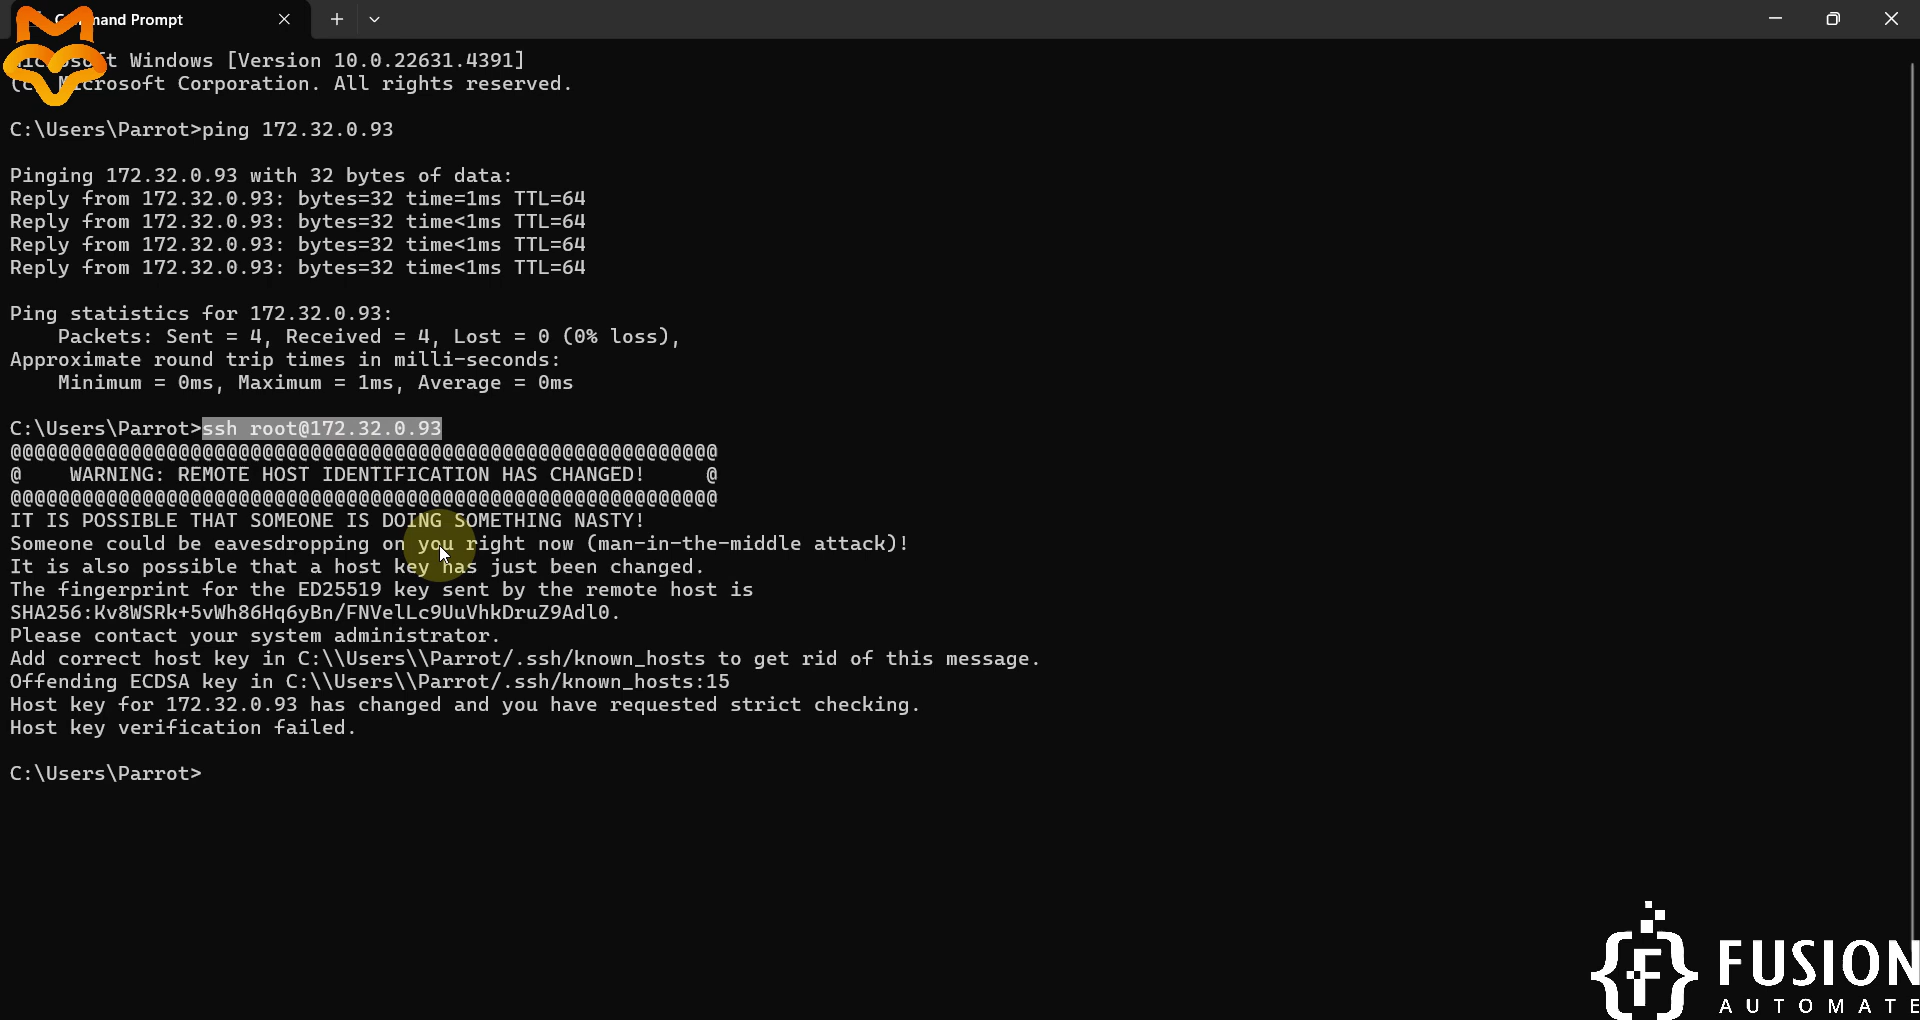 mand Prompt
t Windows [Version 10.0.22631.4391]
Microsoft Corporation. All rights reserved.
C:\Users\Parrot>ping 172.32.0.93
Pinging 172.32.0.93 with 32 bytes of data:
Reply from 172.32.0.93: bytes=32 time=1ms TTL=64
Reply from 172.32.0.93: bytes=32 time<1ms TTL=64
Reply from 172.32.0.93: bytes=32 time<1ms TTL=64
Reply from 172.32.0.93: bytes=32 time<1ms TTL=64
Ping statistics for 172.32.0.93:
    Packets: Sent = 4, Received = 4, Lost = 0 (0% loss),
Approximate round trip times in milli-seconds:
    Minimum = 0ms, Maximum = 1ms, Average = 0ms
C:\Users\Parrot>ssh root@172.32.0.93
@@@@@@@@@@@@@@@@@@@@@@@@@@@@@@@@@@@@@@@@@@@@@@@@@@@@@@@@@@@
@    WARNING: REMOTE HOST IDENTIFICATION HAS CHANGED!     @
@@@@@@@@@@@@@@@@@@@@@@@@@@@@@@@@@@@@@@@@@@@@@@@@@@@@@@@@@@@
IT IS POSSIBLE THAT SOMEONE IS DOING SOMETHING NASTY!
Someone could be eavesdropping on you right now (man-in-the-middle attack)!
It is also possible that a host key has just been changed.
The fingerprint for the ED25519 key sent by the remote host is
SHA256:Kv8WSRk+5vWh86Hq6yBn/FNVelLc9UuVhkDruZ9Adl0.
Please contact your system administrator.
Add correct host key in C:\\Users\\Parrot/.ssh/known_hosts to get rid of this message.
Offending ECDSA key in C:\\Users\\Parrot/.ssh/known_hosts:15
Host key for 172.32.0.93 has changed and you have requested strict checking.
Host key verification failed.
C:\Users\Parrot>
FUSION
AUTOMATE